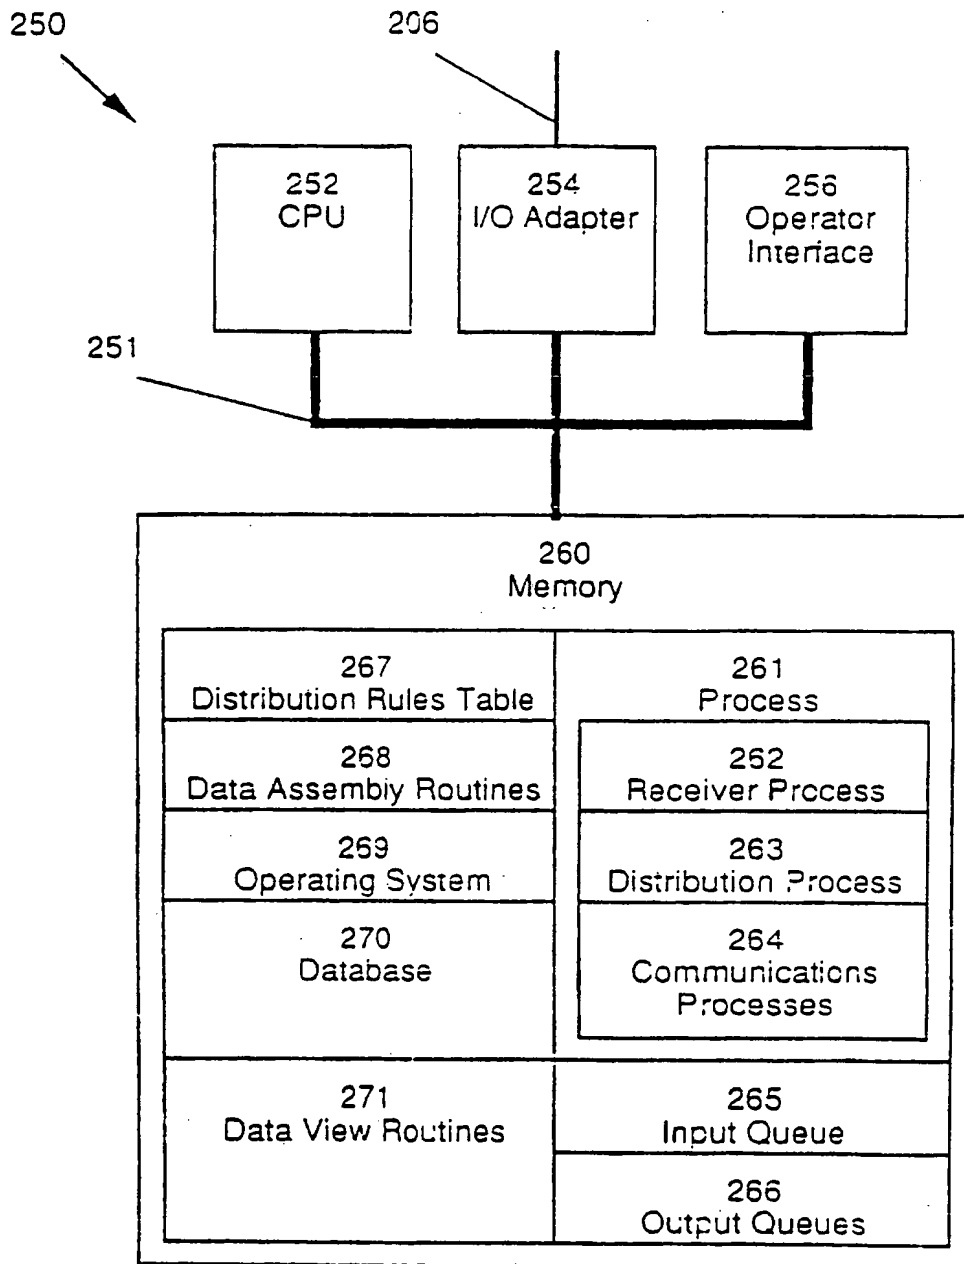 250
206
252
CPU
254
I/O Adapter
256
Operator
Interface
251
260
Memory
267
Distribution Rules Table
261
Process
268
Data Assembly Routines
262
Receiver Process
269
Operating System
263
Distribution Process
270
Database
264
Communications
Processes
271
Data View Routines
265
Input Queue
266
Output Queues